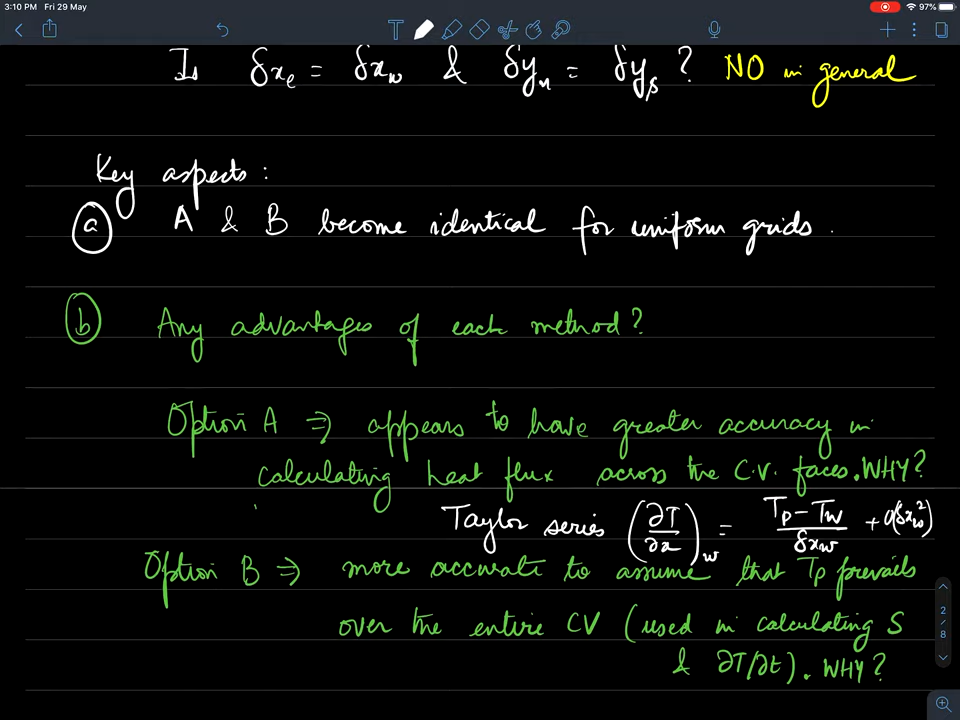 3:10 PM Fri 29 May
97%
Is δxe = δxw & δyn = δys ? NO in general
Key aspects :
a A & B become identical for uniform grids .
b Any advantages of each method ?
Option A ⇒ appears to have greater accuracy in
calculating heat flux across the C.V. faces. WHY?
Taylor series (∂T/∂x)w = (Tp - Tw)/δxw + O(δxw²)
Option B ⇒ more accurate to assume that Tp prevails
over the entire CV (used in calculating S
& ∂T/∂t). WHY?
2
/
8